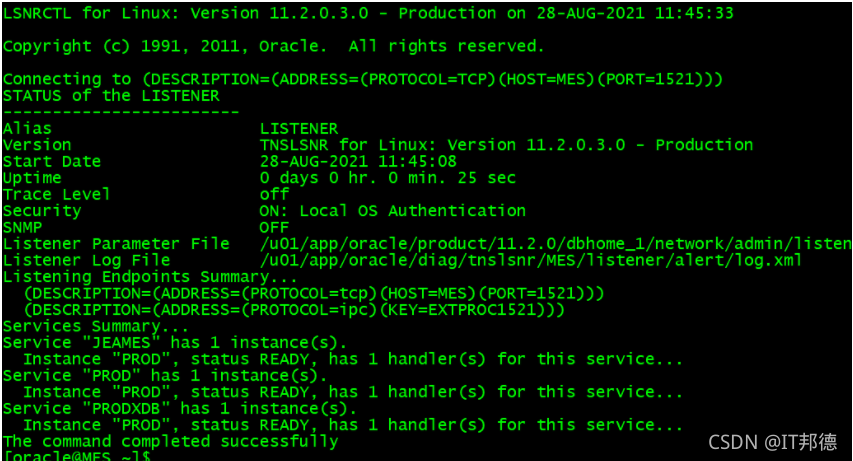 LSNRCTL for Linux: Version 11.2.0.3.0 - Production on 28-AUG-2021 11:45:33
Copyright (c) 1991, 2011, Oracle.  All rights reserved.
Connecting to (DESCRIPTION=(ADDRESS=(PROTOCOL=TCP)(HOST=MES)(PORT=1521)))
STATUS of the LISTENER
------------------------
Alias                     LISTENER
Version                   TNSLSNR for Linux: Version 11.2.0.3.0 - Production
Start Date                28-AUG-2021 11:45:08
Uptime                    0 days 0 hr. 0 min. 25 sec
Trace Level               off
Security                  ON: Local OS Authentication
SNMP                      OFF
Listener Parameter File   /u01/app/oracle/product/11.2.0/dbhome_1/network/admin/listen
Listener Log File         /u01/app/oracle/diag/tnslsnr/MES/listener/alert/log.xml
Listening Endpoints Summary...
  (DESCRIPTION=(ADDRESS=(PROTOCOL=tcp)(HOST=MES)(PORT=1521)))
  (DESCRIPTION=(ADDRESS=(PROTOCOL=ipc)(KEY=EXTPROC1521)))
Services Summary...
Service "JEAMES" has 1 instance(s).
  Instance "PROD", status READY, has 1 handler(s) for this service...
Service "PROD" has 1 instance(s).
  Instance "PROD", status READY, has 1 handler(s) for this service...
Service "PRODXDB" has 1 instance(s).
  Instance "PROD", status READY, has 1 handler(s) for this service...
The command completed successfully
[oracle@MES ~]$
CSDN @IT邦德